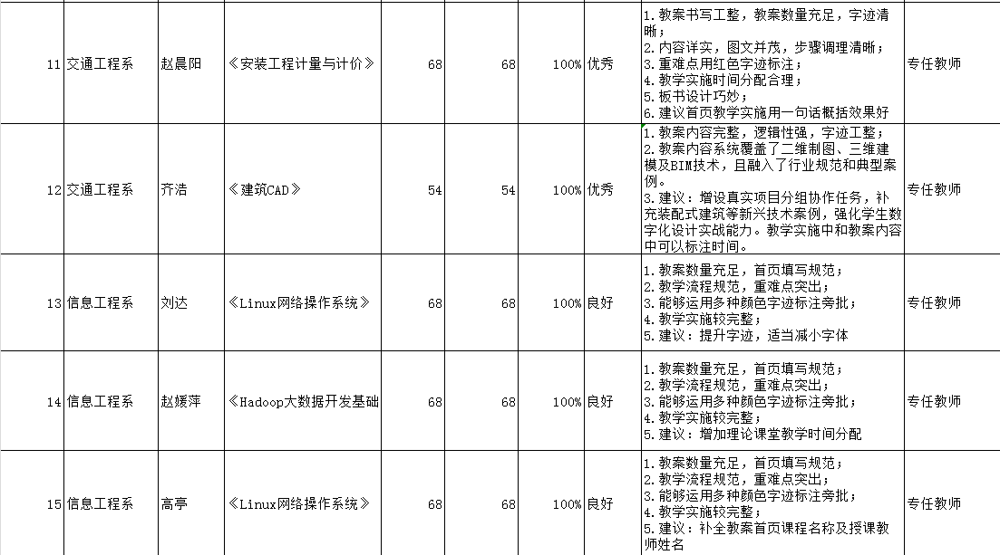 11 交通工程系 赵晨阳 《安装工程计量与计价》 68 68 100% 优秀 1.教案书写工整，教案数量充足，字迹清
晰；
2.内容详实，图文并茂，步骤调理清晰；
3.重难点用红色字迹标注；
4.教学实施时间分配合理；
5.板书设计巧妙；
6.建议首页教学实施用一句话概括效果好
专任教师
12 交通工程系 齐浩 《建筑CAD》 54 54 100% 优秀 1.教案内容完整，逻辑性强，字迹工整；
2.教案内容系统覆盖了二维制图、三维建
模及BIM技术，且融入了行业规范和典型案
例。
3.建议：增设真实项目分组协作任务，补
充装配式建筑等新兴技术案例，强化学生数
字化设计实战能力。教学实施中和教案内容
中可以标注时间。
专任教师
13 信息工程系 刘达 《Linux网络操作系统》 68 68 100% 良好 1.教案数量充足，首页填写规范；
2.教学流程规范，重难点突出；
3.能够运用多种颜色字迹标注旁批；
4.教学实施较完整；
5.建议：提升字迹，适当减小字体
专任教师
14 信息工程系 赵媛萍 《Hadoop大数据开发基础 68 68 100% 良好 1.教案数量充足，首页填写规范；
2.教学流程规范，重难点突出；
3.能够运用多种颜色字迹标注旁批；
4.教学实施较完整；
5.建议：增加理论课堂教学时间分配
专任教师
15 信息工程系 高亭 《Linux网络操作系统》 68 68 100% 良好 1.教案数量充足，首页填写规范；
2.教学流程规范，重难点突出；
3.能够运用多种颜色字迹标注旁批；
4.教学实施较完整；
5.建议：补全教案首页课程名称及授课教
师姓名
专任教师